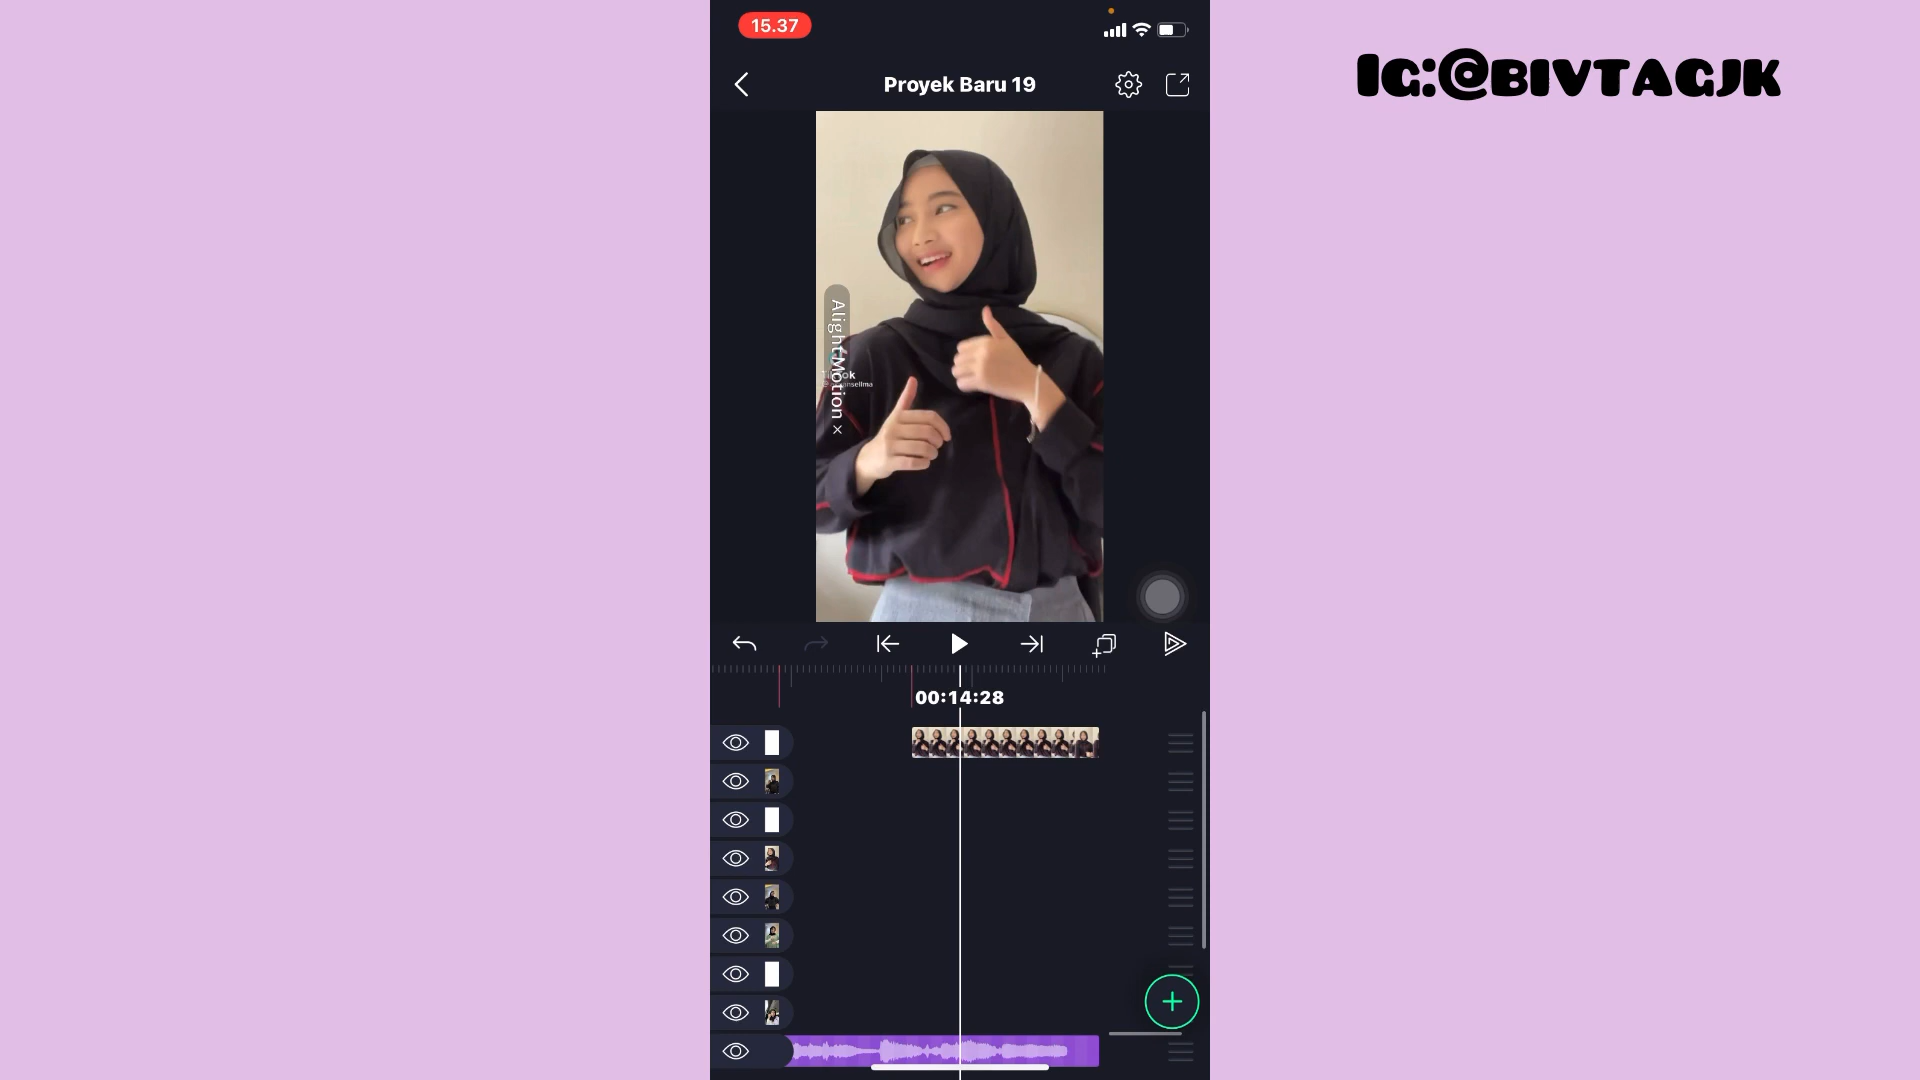 15.37
Proyek Baru 19
IG:@BIVTAGJK
Alight Motion ×
00:14:28